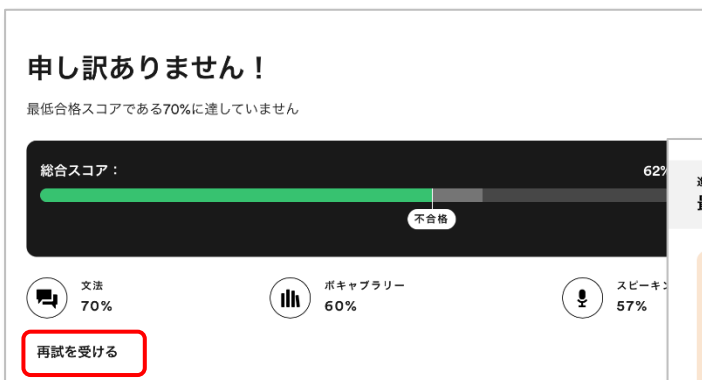 申し訳ありません！
最低合格スコアである70%に達していません
総合スコア： 62%
不合格
文法
70%
ボキャブラリー
60%
スピーキン
57%
再試を受ける